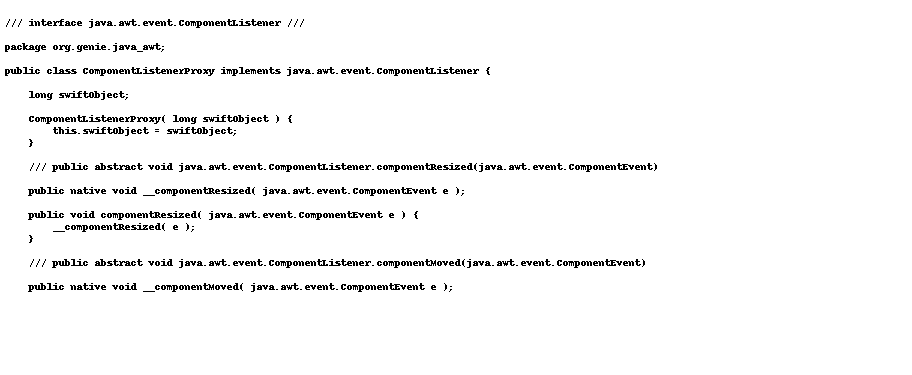 /// interface java.awt.event.ComponentListener ///
package org.genie.java_awt;
public class ComponentListenerProxy implements java.awt.event.ComponentListener {
long swiftObject;
ComponentListenerProxy( long swiftObject ) {
this.swiftObject = swiftObject;
}
/// public abstract void java.awt.event.ComponentListener.componentResized(java.awt.event.ComponentEvent)
public native void __componentResized( java.awt.event.ComponentEvent e );
public void componentResized( java.awt.event.ComponentEvent e ) {
__componentResized( e );
}
/// public abstract void java.awt.event.ComponentListener.componentMoved(java.awt.event.ComponentEvent)
public native void __componentMoved( java.awt.event.ComponentEvent e );